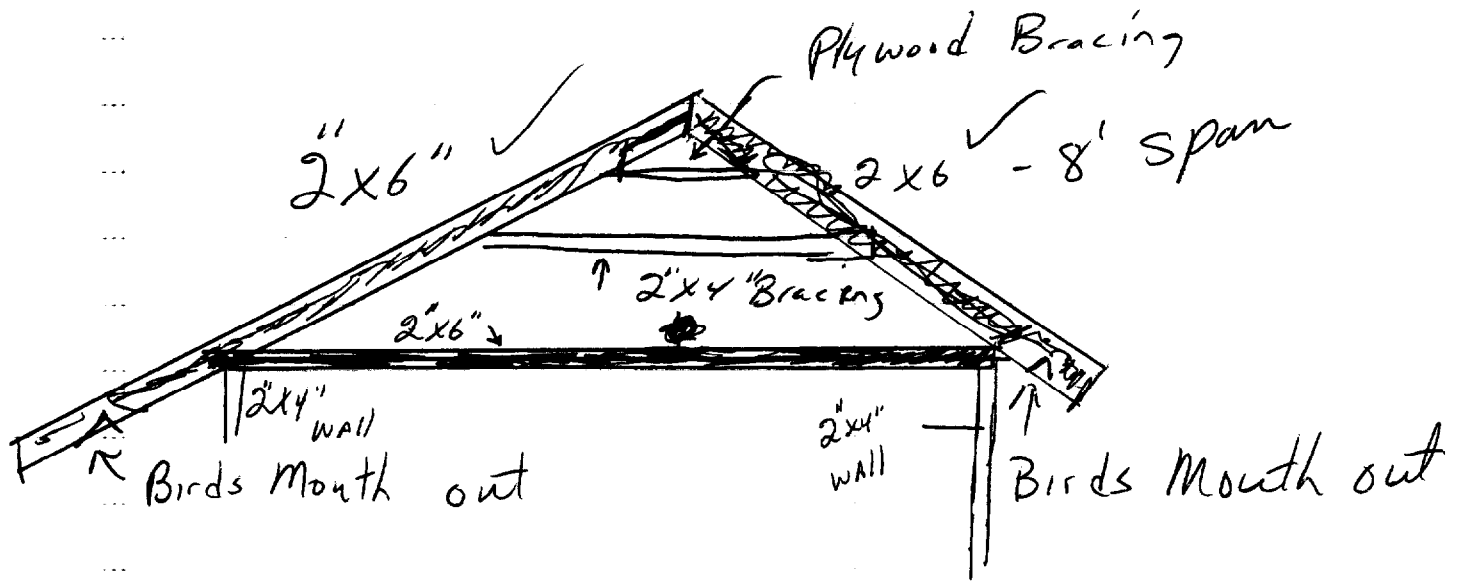 Plywood Bracing
2"x6"
2x6 - 8' span
2"x4" Bracing
2"x6"
2"x4"
WAll
2"x4"
WAll
Birds Mouth out
Birds Mouth out